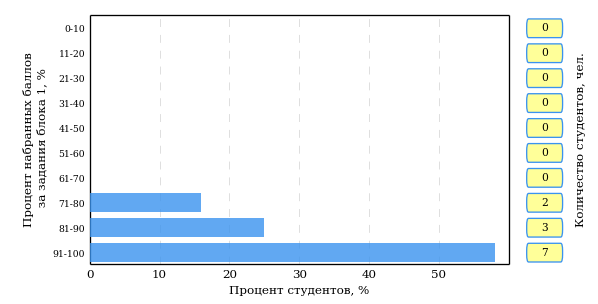 Процент набранных баллов
за задания блока 1, %
0-10 0
11-20 0
21-30 0
31-40 0
41-50 0
51-60 0
61-70 0
71-80 2
81-90 3
91-100 7
Количество студентов, чел.
0 10 20 30 40 50
Процент студентов, %